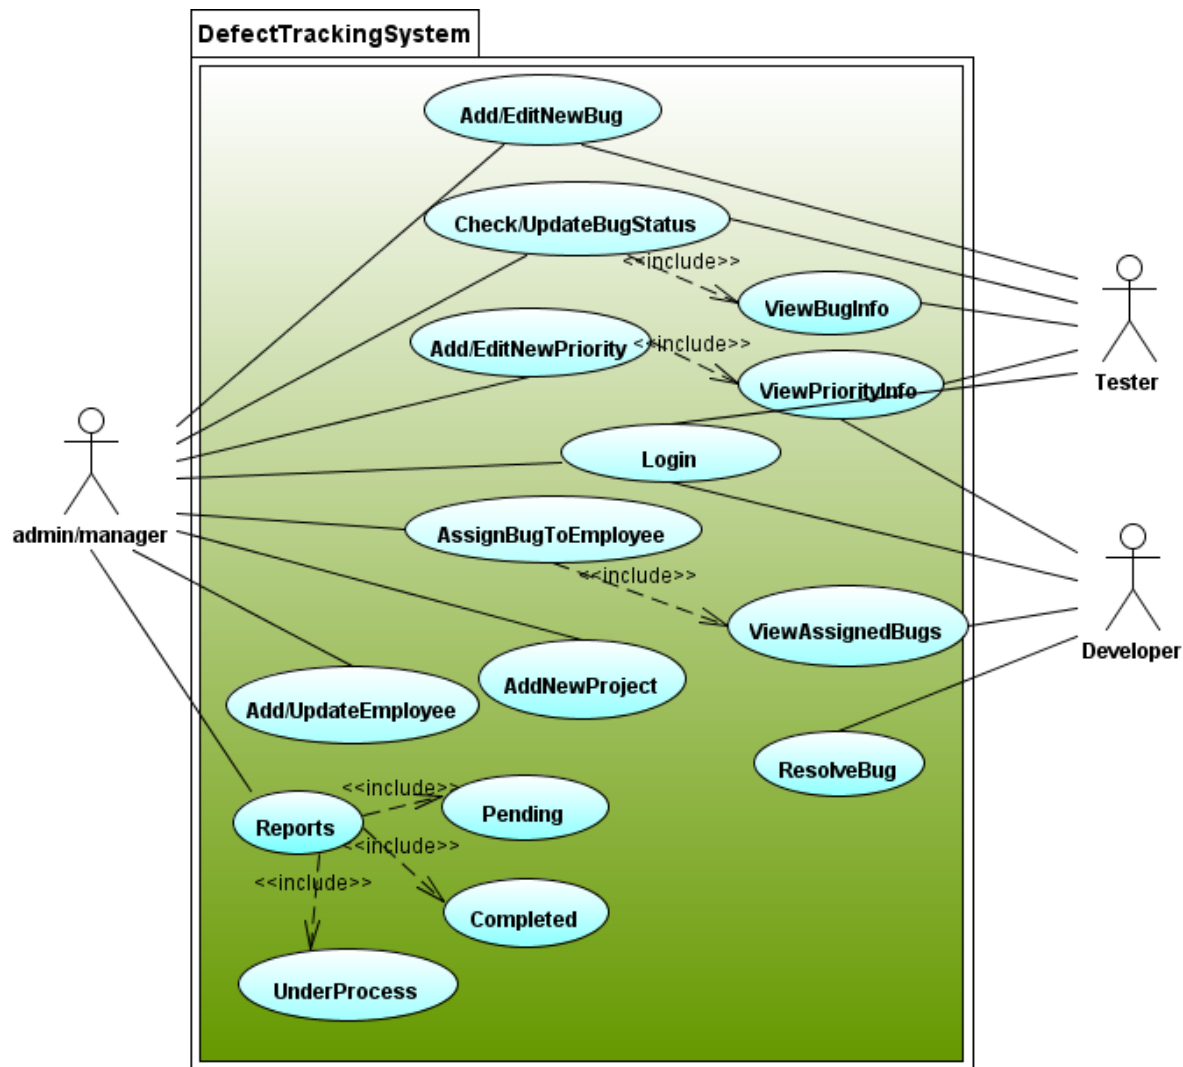 DefectTrackingSystem
Add/EditNewBug
Check/UpdateBugStatus
<<include>>
ViewBugInfo
Add/EditNewPriority
<<include>>
ViewPriorityInfo
Tester
Login
admin/manager
AssignBugToEmployee
<<include>>
ViewAssignedBugs
Developer
AddNewProject
Add/UpdateEmployee
ResolveBug
<<include>>
Pending
Reports
<<include>>
<<include>>
Completed
UnderProcess